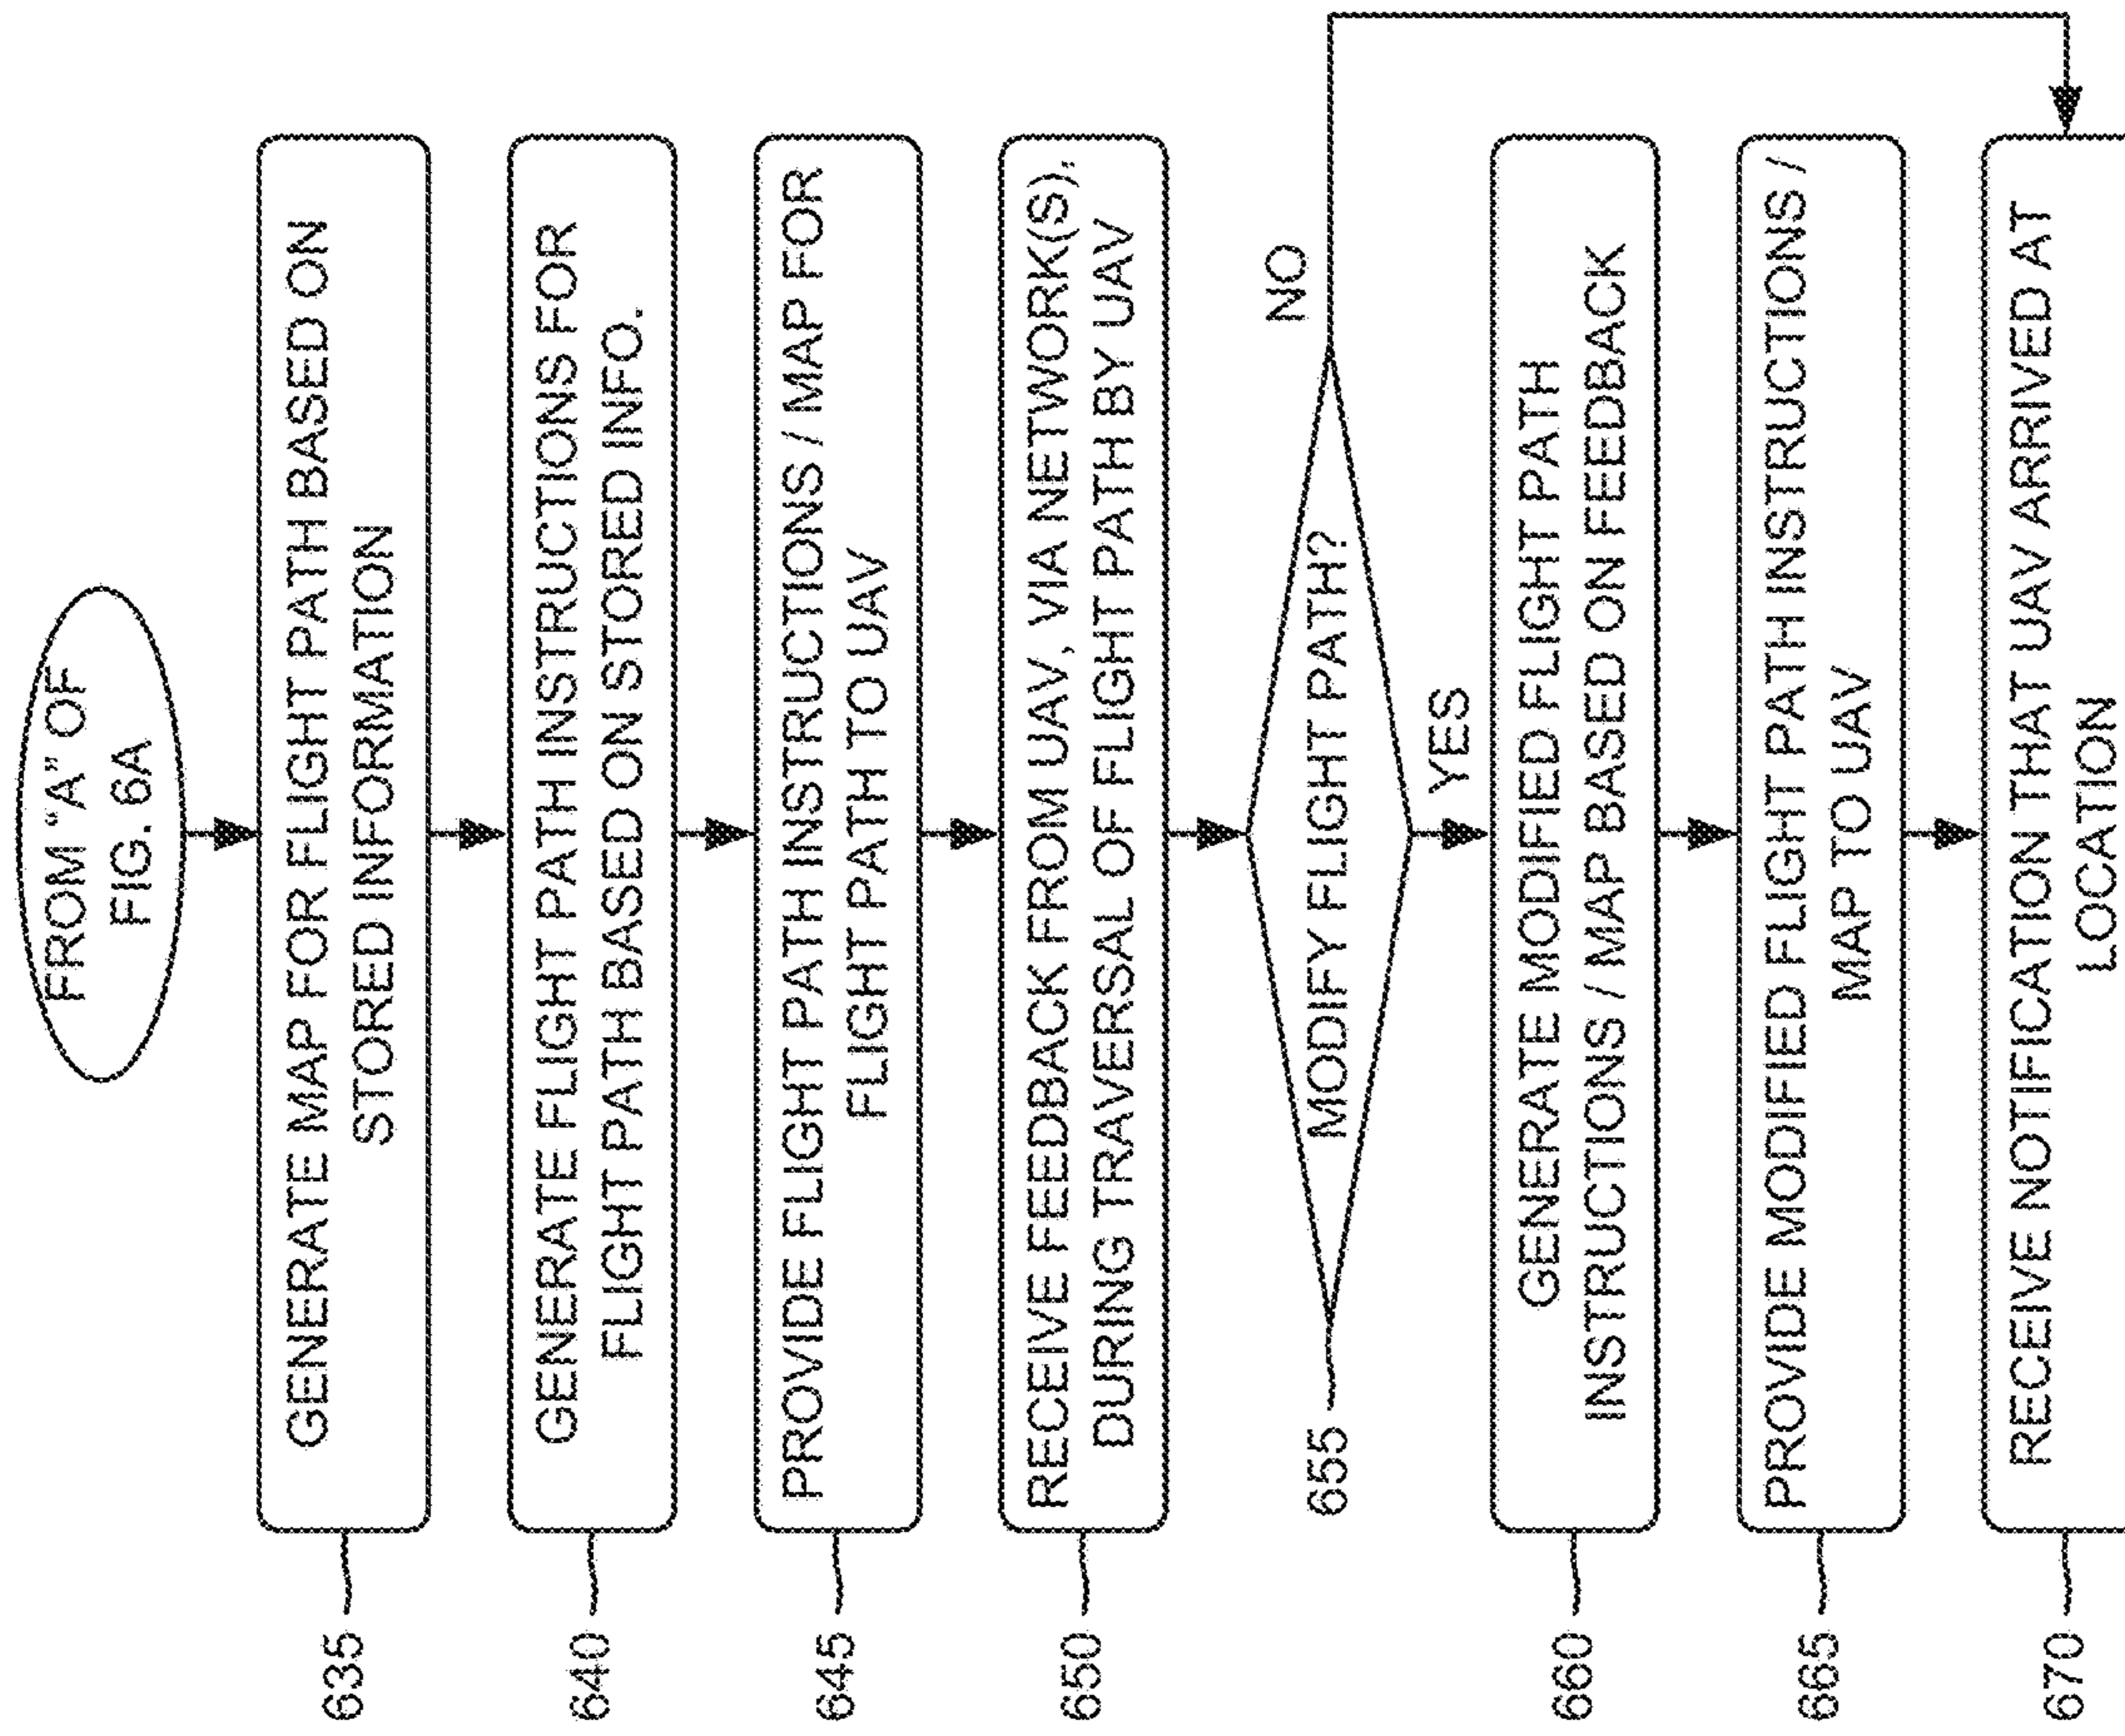 FROM "A" OF
FIG. 6A
635
GENERATE MAP FOR FLIGHT PATH BASED ON
STORED INFORMATION
640
GENERATE FLIGHT PATH INSTRUCTIONS FOR
FLIGHT PATH BASED ON STORED INFO.
645
PROVIDE FLIGHT PATH INSTRUCTIONS / MAP FOR
FLIGHT PATH TO UAV
650
RECEIVE FEEDBACK FROM UAV, VIA NETWORK(S),
DURING TRAVERSAL OF FLIGHT PATH BY UAV
655
MODIFY FLIGHT PATH?
NO
YES
660
GENERATE MODIFIED FLIGHT PATH
INSTRUCTIONS / MAP BASED ON FEEDBACK
665
PROVIDE MODIFIED FLIGHT PATH INSTRUCTIONS /
MAP TO UAV
670
RECEIVE NOTIFICATION THAT UAV ARRIVED AT
LOCATION